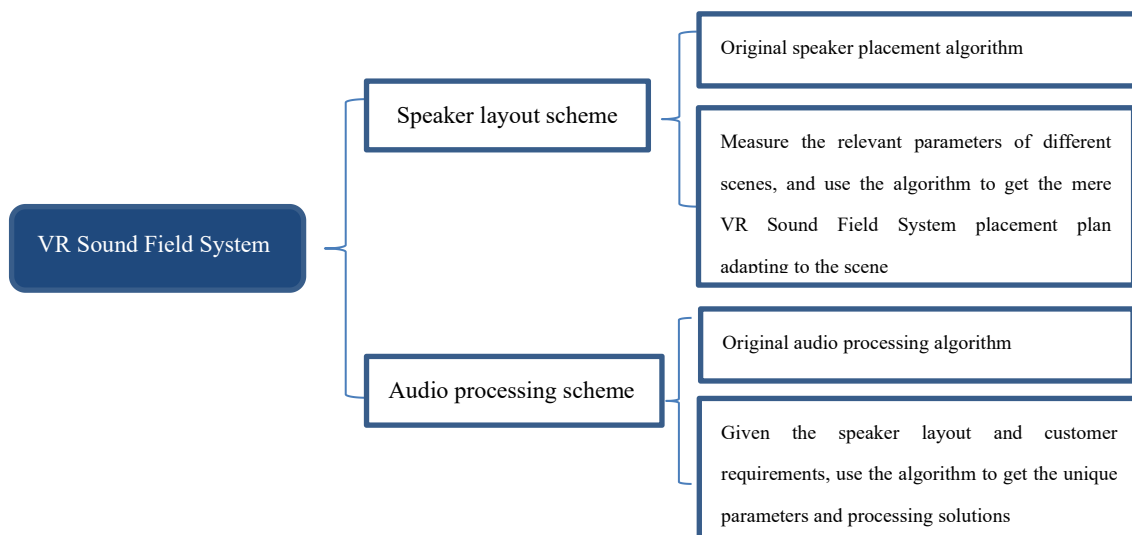 VR Sound Field System
Speaker layout scheme
Original speaker placement algorithm
Measure the relevant parameters of different
scenes, and use the algorithm to get the mere
VR Sound Field System placement plan
adapting to the scene
Audio processing scheme
Original audio processing algorithm
Given the speaker layout and customer
requirements, use the algorithm to get the unique
parameters and processing solutions